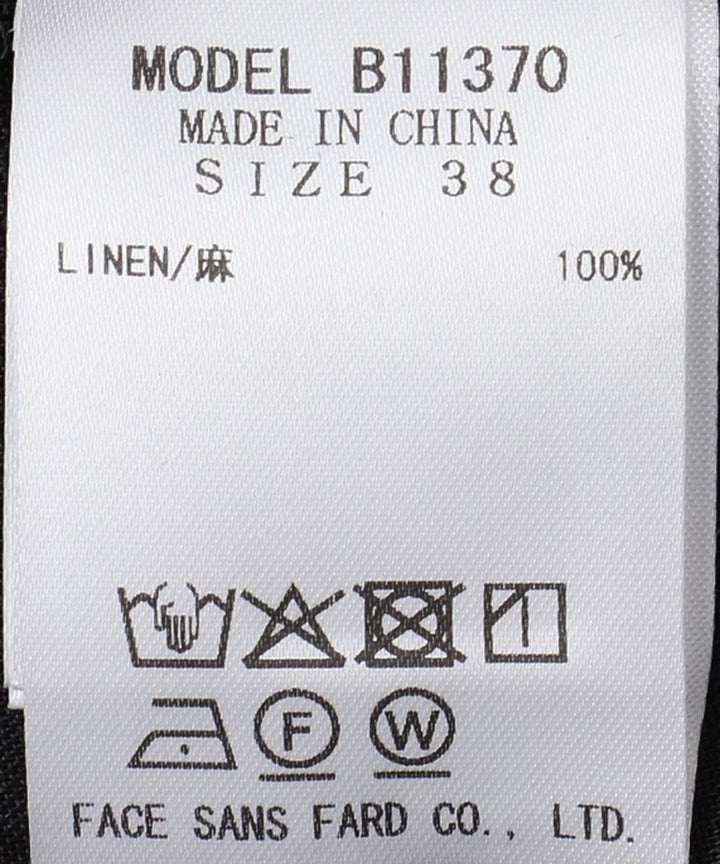 MODEL B11370
MADE IN CHINA
SIZE 38
LINEN/麻 100%
F W
FACE SANS FARD CO., LTD.